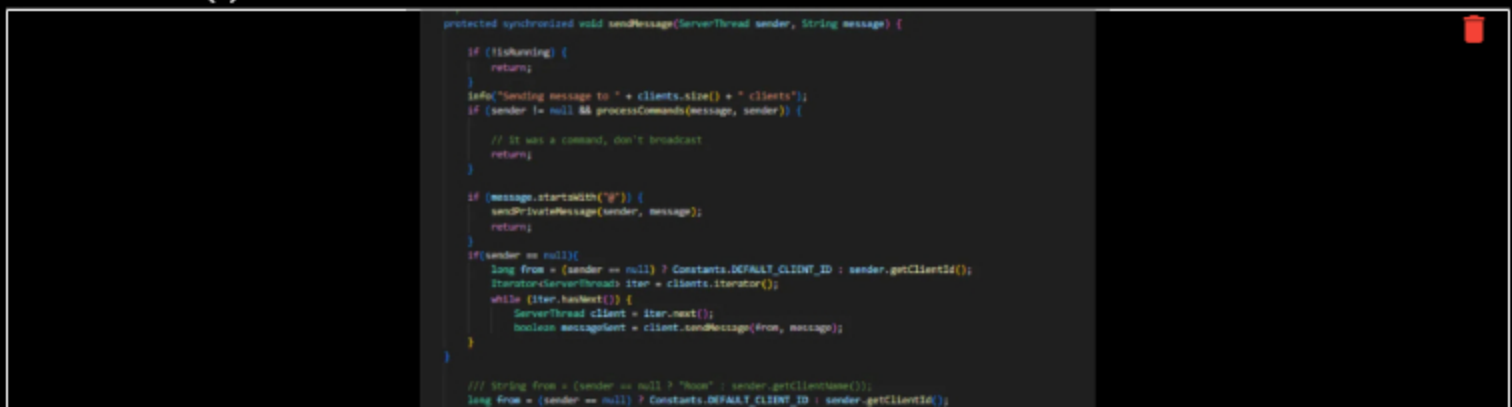 protected synchronized void sendMessage(ServerThread sender, String message) {
if (!isRunning) {
return;
}
info("Sending message to " + clients.size() + " clients");
if (sender != null && processCommands(message, sender)) {
// it was a command, don't broadcast
return;
}
if (message.startsWith("@")) {
sendPrivateMessage(sender, message);
return;
}
if(sender == null){
long from = (sender == null) ? Constants.DEFAULT_CLIENT_ID : sender.getClientId();
Iterator<ServerThread> iter = clients.iterator();
while (iter.hasNext()) {
ServerThread client = iter.next();
boolean messageSent = client.sendMessage(from, message);
}
}
/// String from = (sender == null ? "Room" : sender.getClientName());
long from = (sender == null) ? Constants.DEFAULT_CLIENT_ID : sender.getClientId();